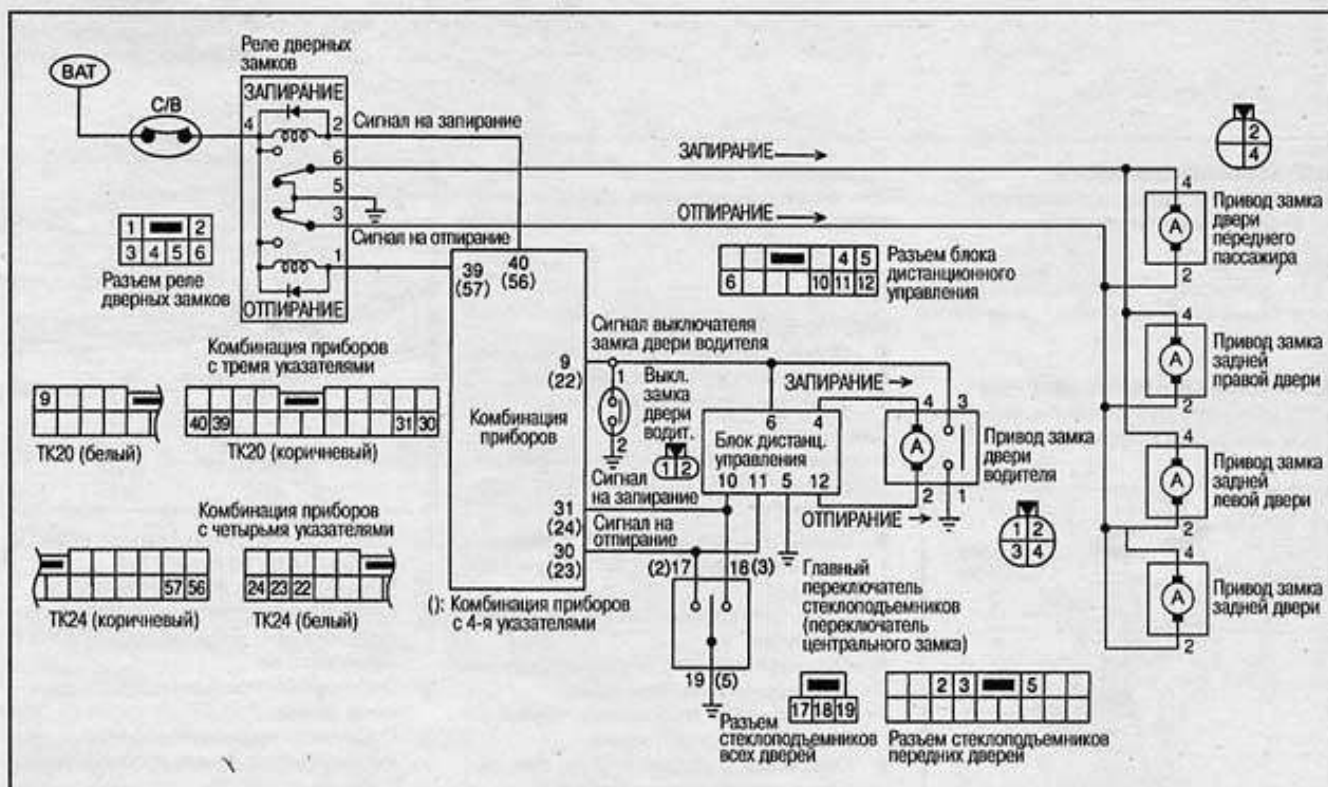 Реле дверных
замков
BAT
C/B
ЗАПИРАНИЕ
4
2
Сигнал на запирание
6
ЗАПИРАНИЕ
5
3
ОТПИРАНИЕ
Сигнал на отпирание
1
ОТПИРАНИЕ
1 2
3 4 5 6
Разъем реле
дверных замков
39
(57)
40
(56)
2
4
4
A
2
Привод замка
двери
переднего
пассажира
4 5
6 10 11 12
Разъем блока
дистанционного
управления
Комбинация приборов
с тремя указателями
9
ТК20 (белый)
40 39 31 30
ТК20 (коричневый)
Комбинация приборов
с четырьмя указателями
57 56
ТК24 (коричневый)
24 23 22
ТК24 (белый)
Комбинация
приборов
9
(22)
Сигнал выключателя
замка двери водителя
1
2
Выкл.
замка
двери
водит.
1 2
ЗАПИРАНИЕ
6 4
Блок дистанц.
управления
10 11 5 12
ОТПИРАНИЕ
4 3
A
2 1
Привод замка
двери
водителя
1 2
3 4
Сигнал
на запирание
31
(24)
Сигнал на
отпирание
30
(23)
(): Комбинация приборов
с 4-я указателями
(2)17 16(3)
19 (5)
Главный
переключатель
стеклоподъемников
(переключатель
центрального замка)
17 18 19
Разъем
стеклоподъемников
всех дверей
2 3 5
Разъем стеклоподъемников
передних дверей
4
A
2
Привод замка
задней
правой двери
4
A
2
Привод замка
задней
левой двери
4
A
2
Привод замка
задней двери